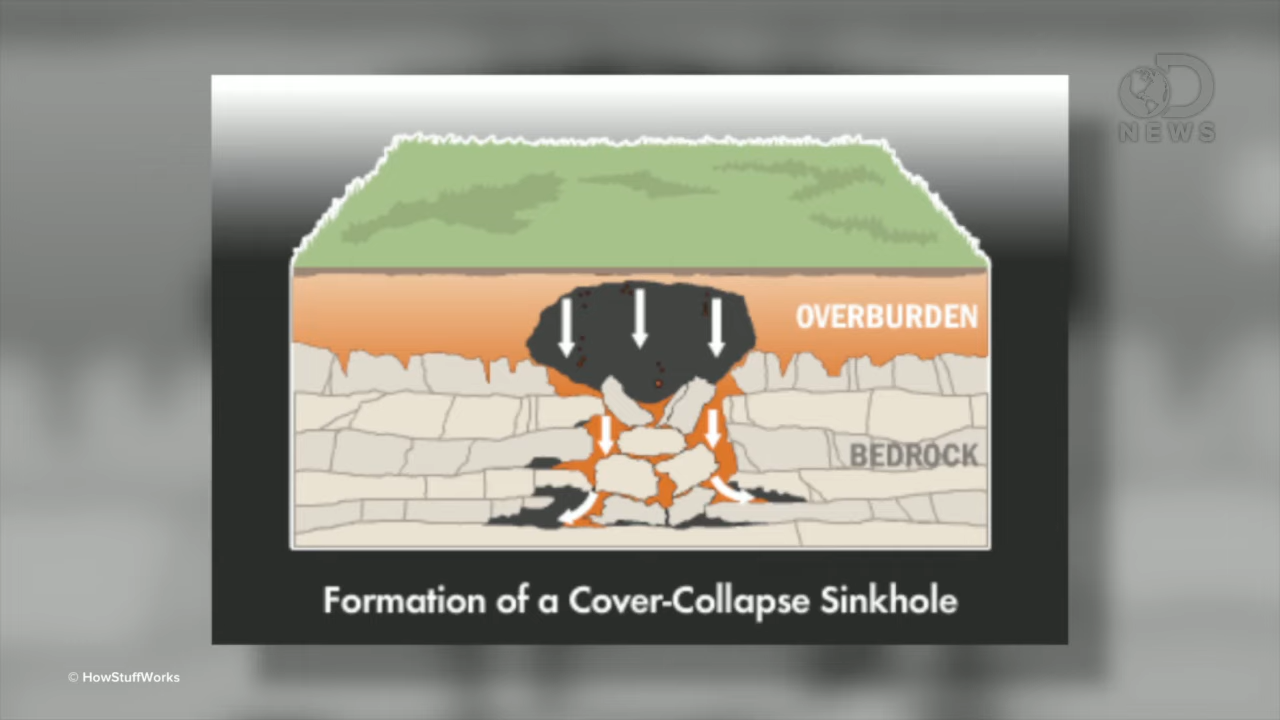 NEWS
OVERBURDEN
BEDROCK
Formation of a Cover-Collapse Sinkhole
© HowStuffWorks